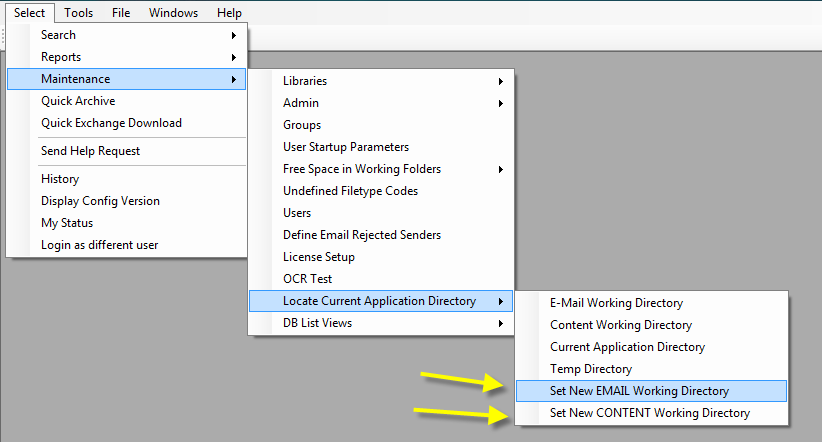 Select Tools File Windows Help
Search
Reports
Maintenance
Quick Archive
Quick Exchange Download
Send Help Request
History
Display Config Version
My Status
Login as different user
Libraries
Admin
Groups
User Startup Parameters
Free Space in Working Folders
Undefined Filetype Codes
Users
Define Email Rejected Senders
License Setup
OCR Test
Locate Current Application Directory
DB List Views
E-Mail Working Directory
Content Working Directory
Current Application Directory
Temp Directory
Set New EMAIL Working Directory
Set New CONTENT Working Directory